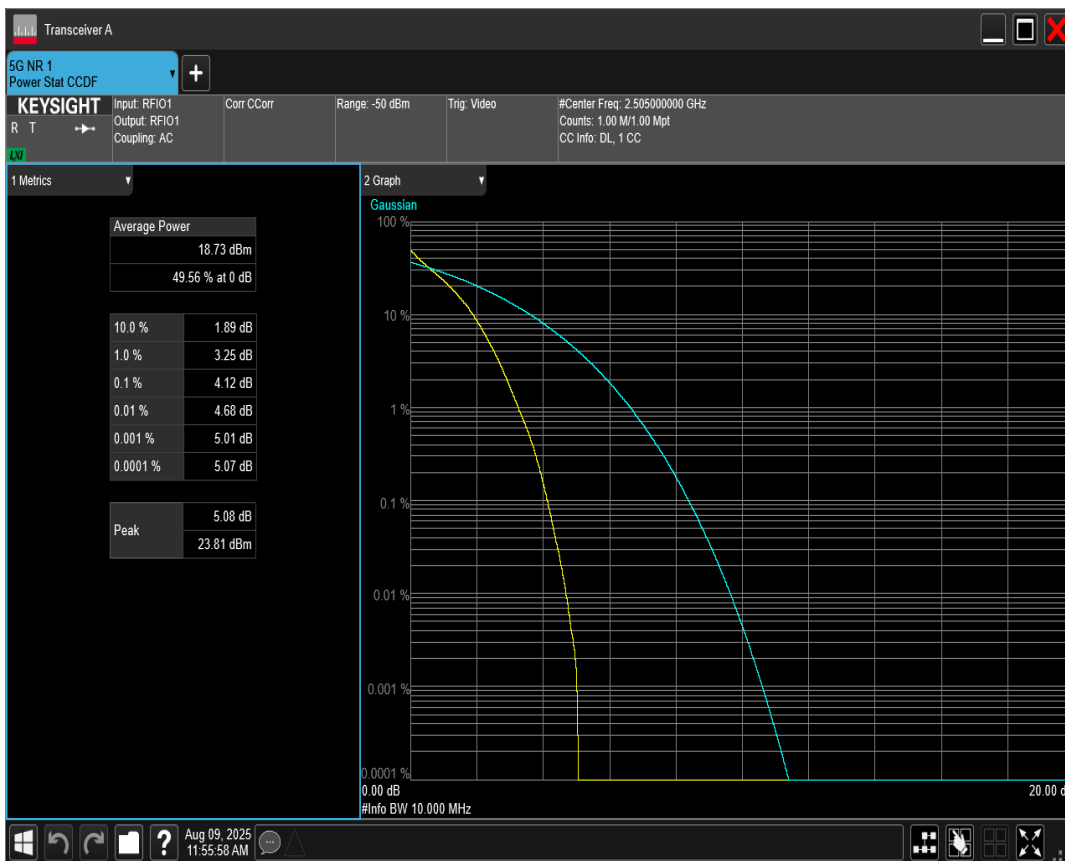 Transceiver A
5G NR 1
Power Stat CCDF
KEYSIGHT
R T
LXI
Input: RFIO1
Output: RFIO1
Coupling: AC
Corr CCorr
Range: -50 dBm
Trig: Video
#Center Freq: 2.505000000 GHz
Counts: 1.00 M/1.00 Mpt
CC Info: DL, 1 CC
1 Metrics
Average Power
18.73 dBm
49.56 % at 0 dB
10.0 % 1.89 dB
1.0 % 3.25 dB
0.1 % 4.12 dB
0.01 % 4.68 dB
0.001 % 5.01 dB
0.0001 % 5.07 dB
Peak
5.08 dB
23.81 dBm
2 Graph
Gaussian
100 %
10 %
1 %
0.1 %
0.01 %
0.001 %
0.0001 %
0.00 dB 20.00 d
#Info BW 10.000 MHz
?
Aug 09, 2025
11:55:58 AM